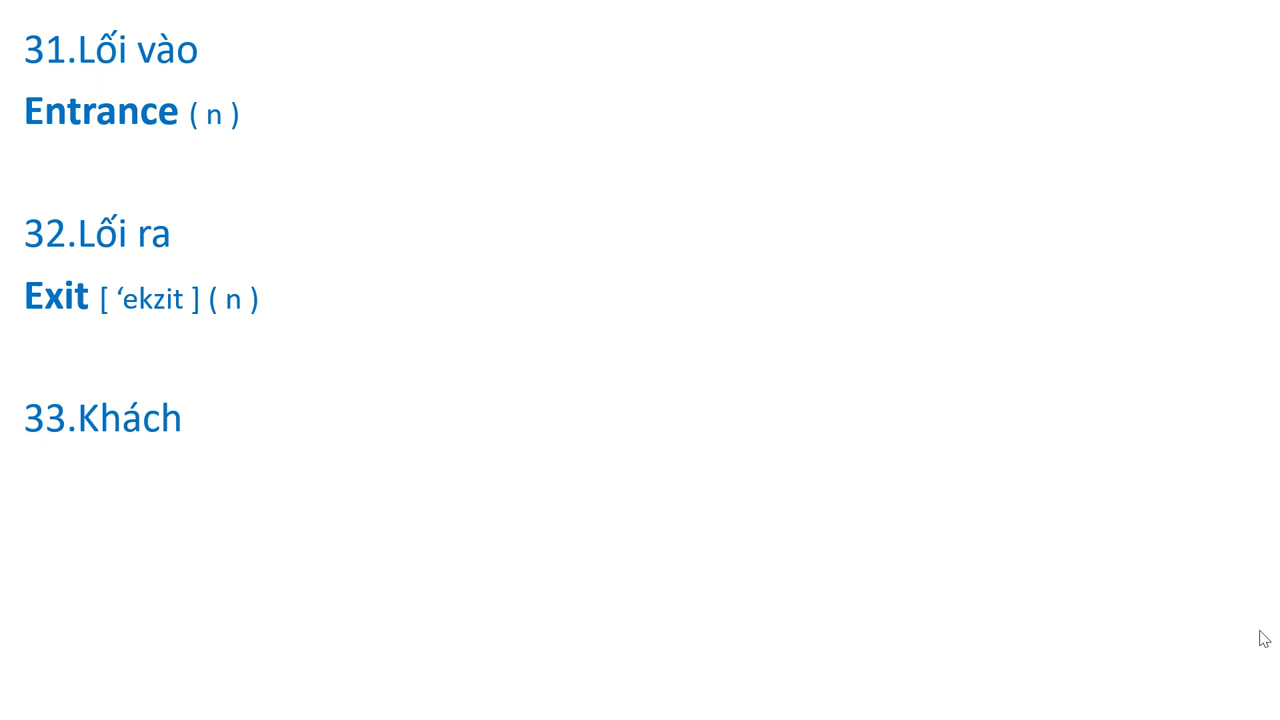 31.Lối vào
Entrance ( n )
32.Lối ra
Exit [ ‘ekzit ] ( n )
33.Khách